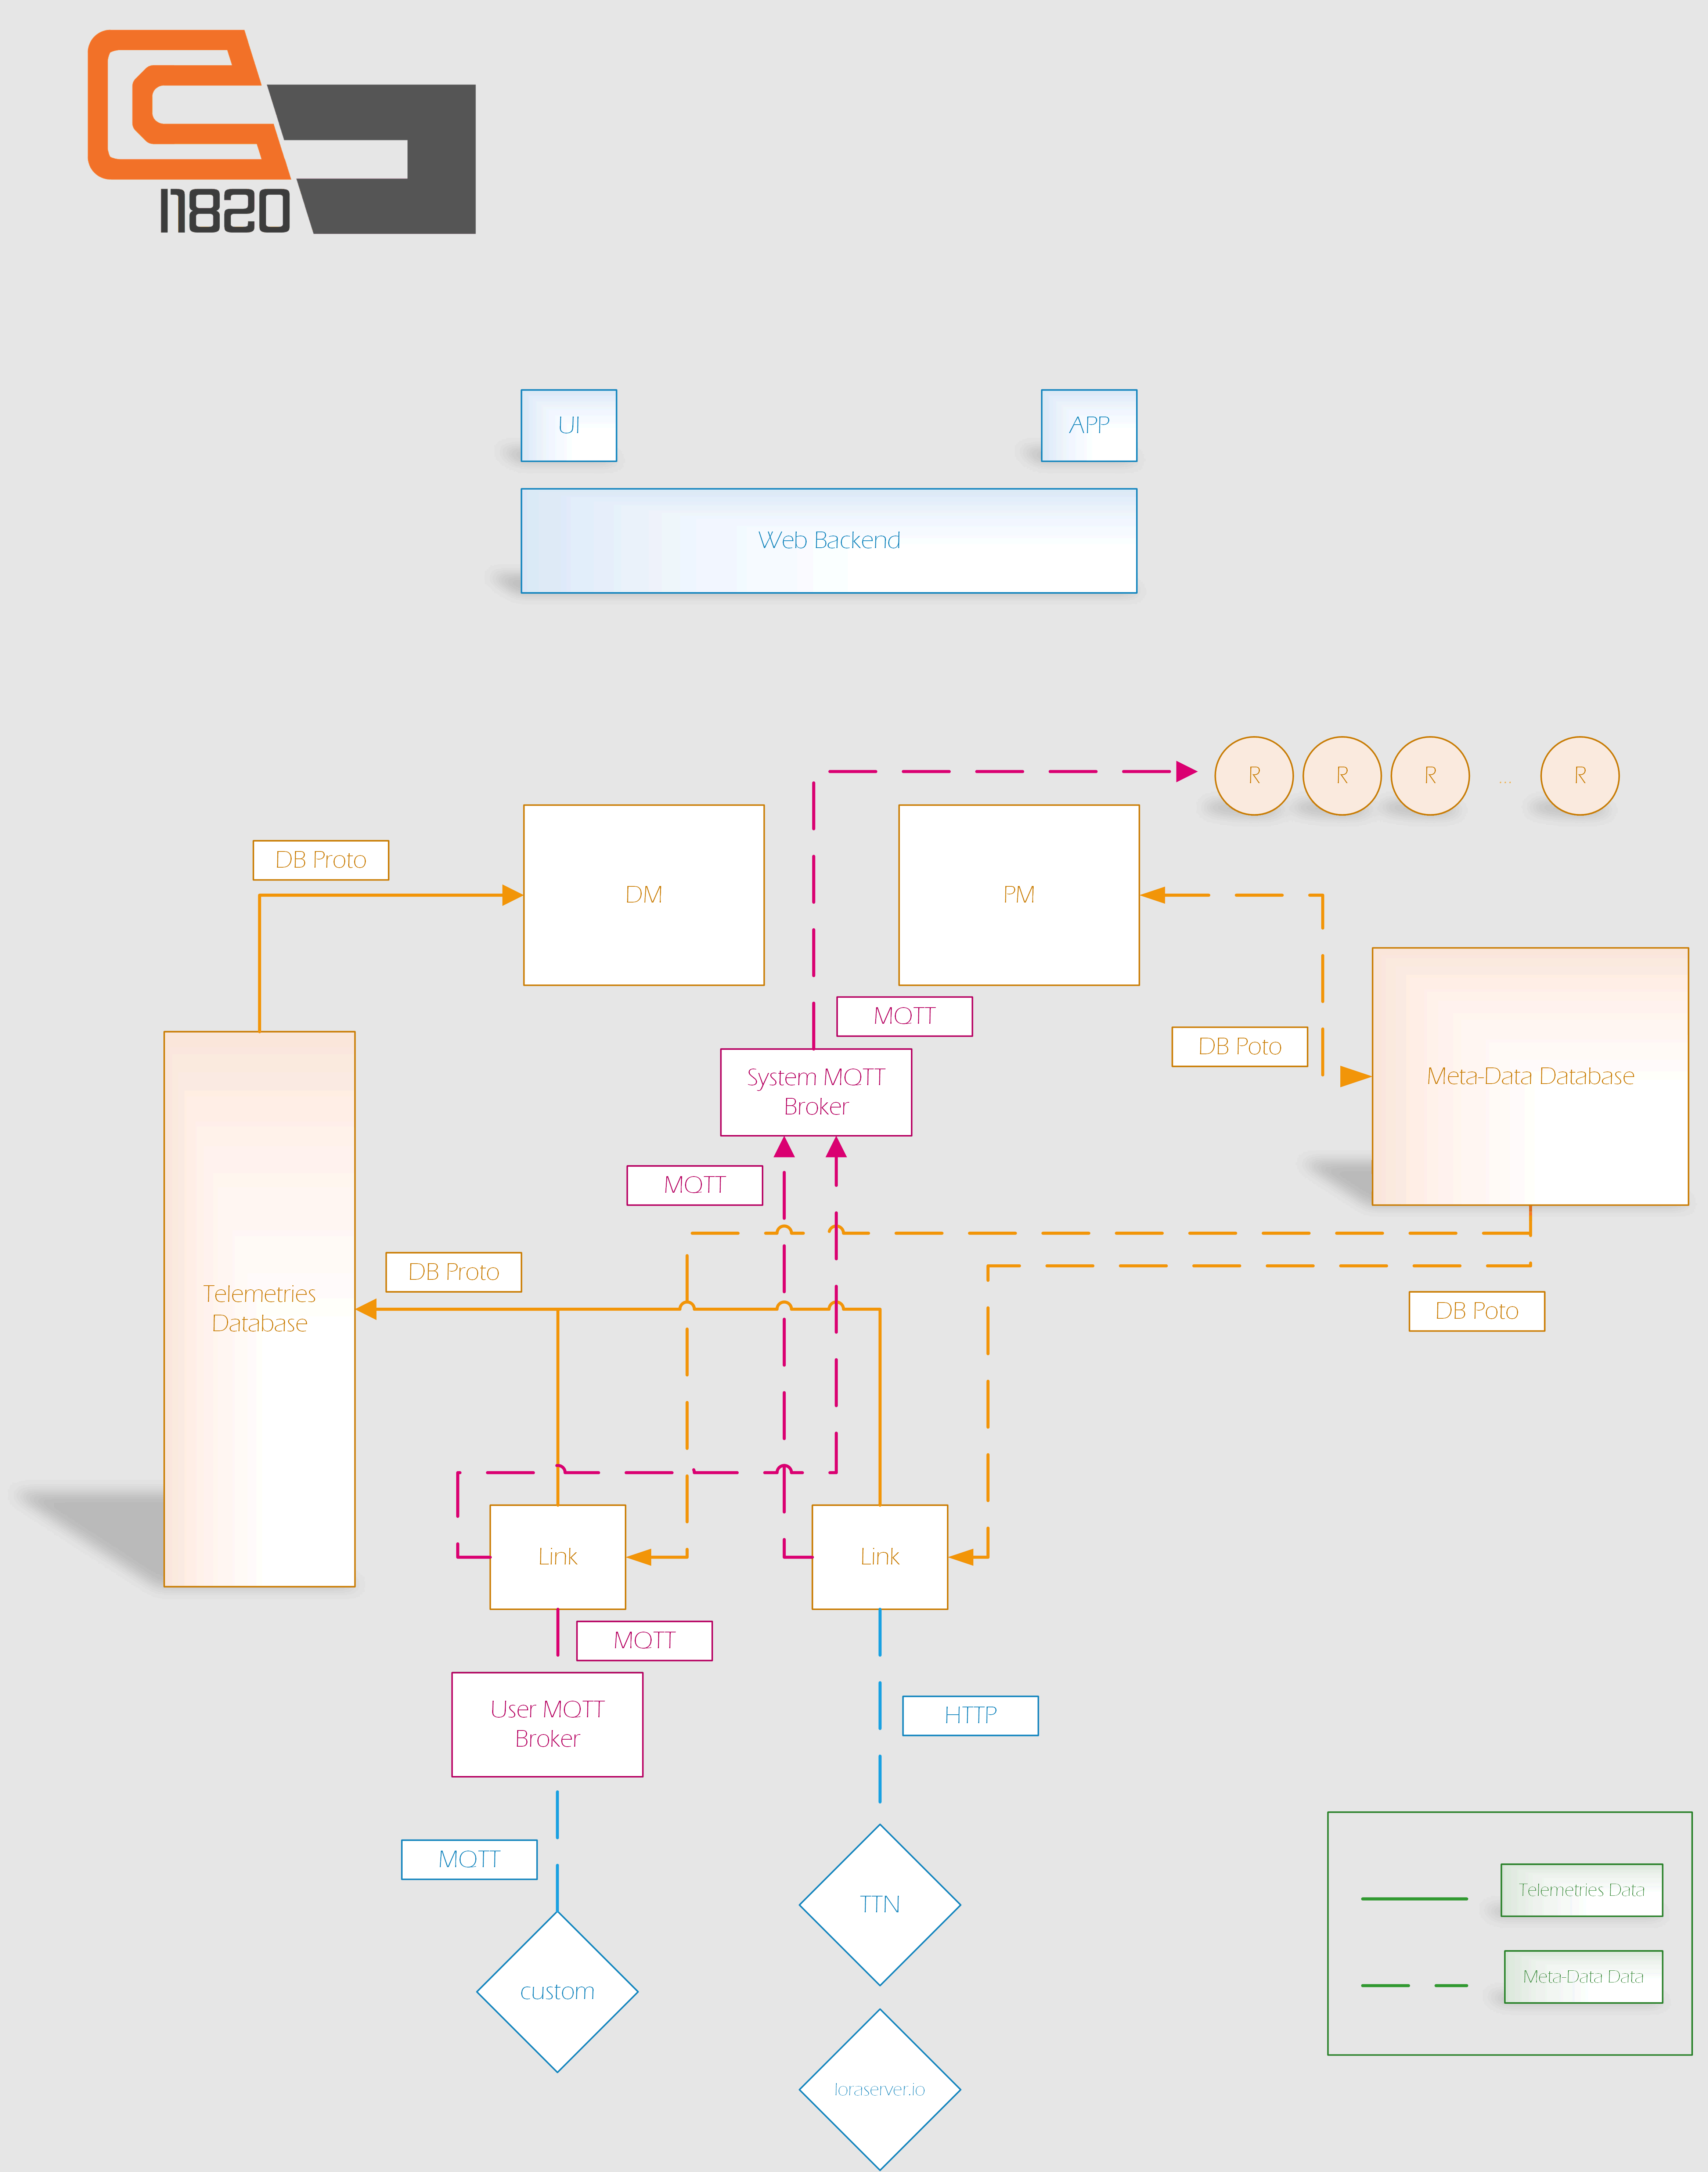 I1820
UI
APP
Web Backend
R
R
R
...
R
DB Proto
DM
PM
MQTT
DB Poto
System MQTT
Broker
Meta-Data Database
MQTT
DB Proto
Telemetries
Database
DB Poto
Link
Link
MQTT
User MQTT
Broker
HTTP
MQTT
TTN
Telemetries Data
custom
Meta-Data Data
loraserver.io